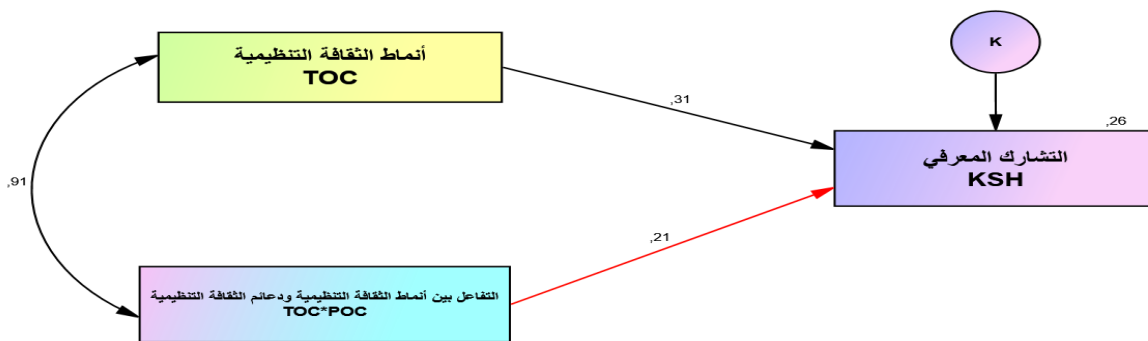 أنماط الثقافة التنظيمية
TOC
K
,31
,26
التشارك المعرفي
KSH
,91
,21
التفاعل بين أنماط الثقافة التنظيمية ودعائم الثقافة التنظيمية
TOC*POC